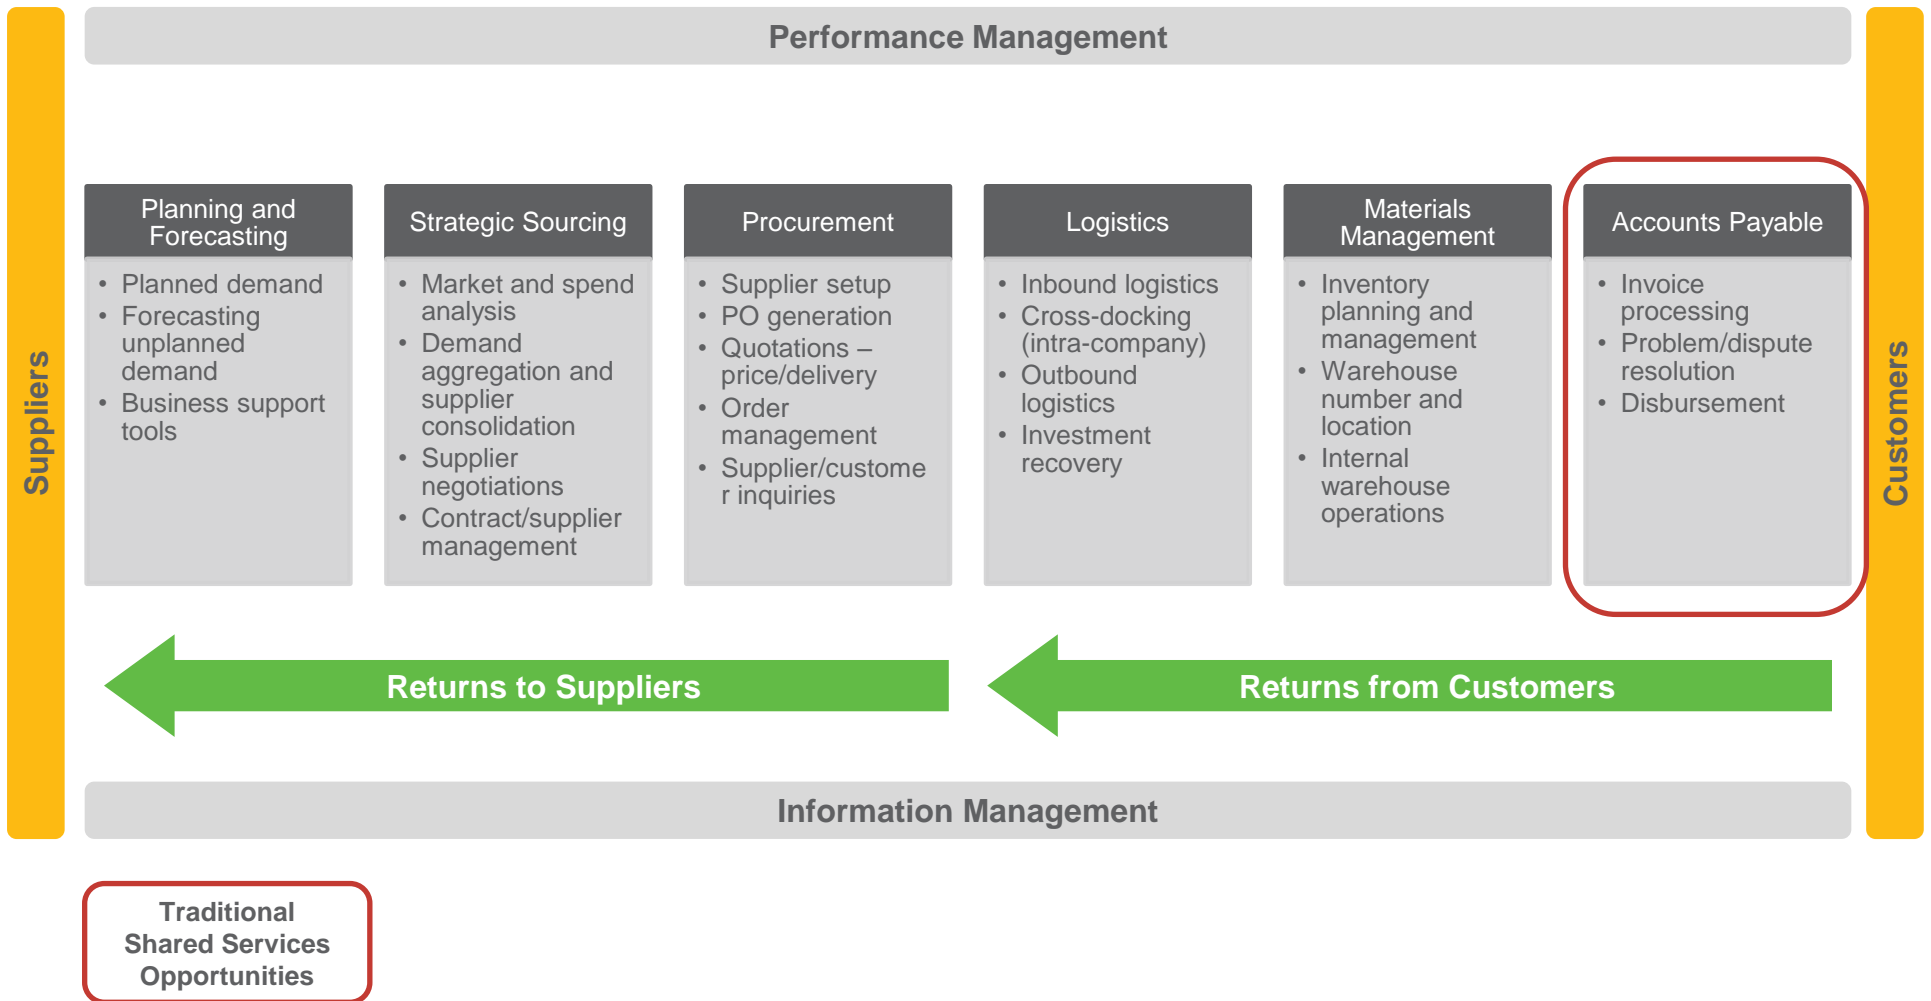 Performance Management
Suppliers
Customers
Planning and
Forecasting
• Planned demand
• Forecasting
unplanned
demand
• Business support
tools
Strategic Sourcing
• Market and spend
analysis
• Demand
aggregation and
supplier
consolidation
• Supplier
negotiations
• Contract/supplier
management
Procurement
• Supplier setup
• PO generation
• Quotations –
price/delivery
• Order
management
• Supplier/custome
r inquiries
Logistics
• Inbound logistics
• Cross-docking
(intra-company)
• Outbound
logistics
• Investment
recovery
Materials
Management
• Inventory
planning and
management
• Warehouse
number and
location
• Internal
warehouse
operations
Accounts Payable
• Invoice
processing
• Problem/dispute
resolution
• Disbursement
Returns to Suppliers
Returns from Customers
Information Management
Traditional
Shared Services
Opportunities